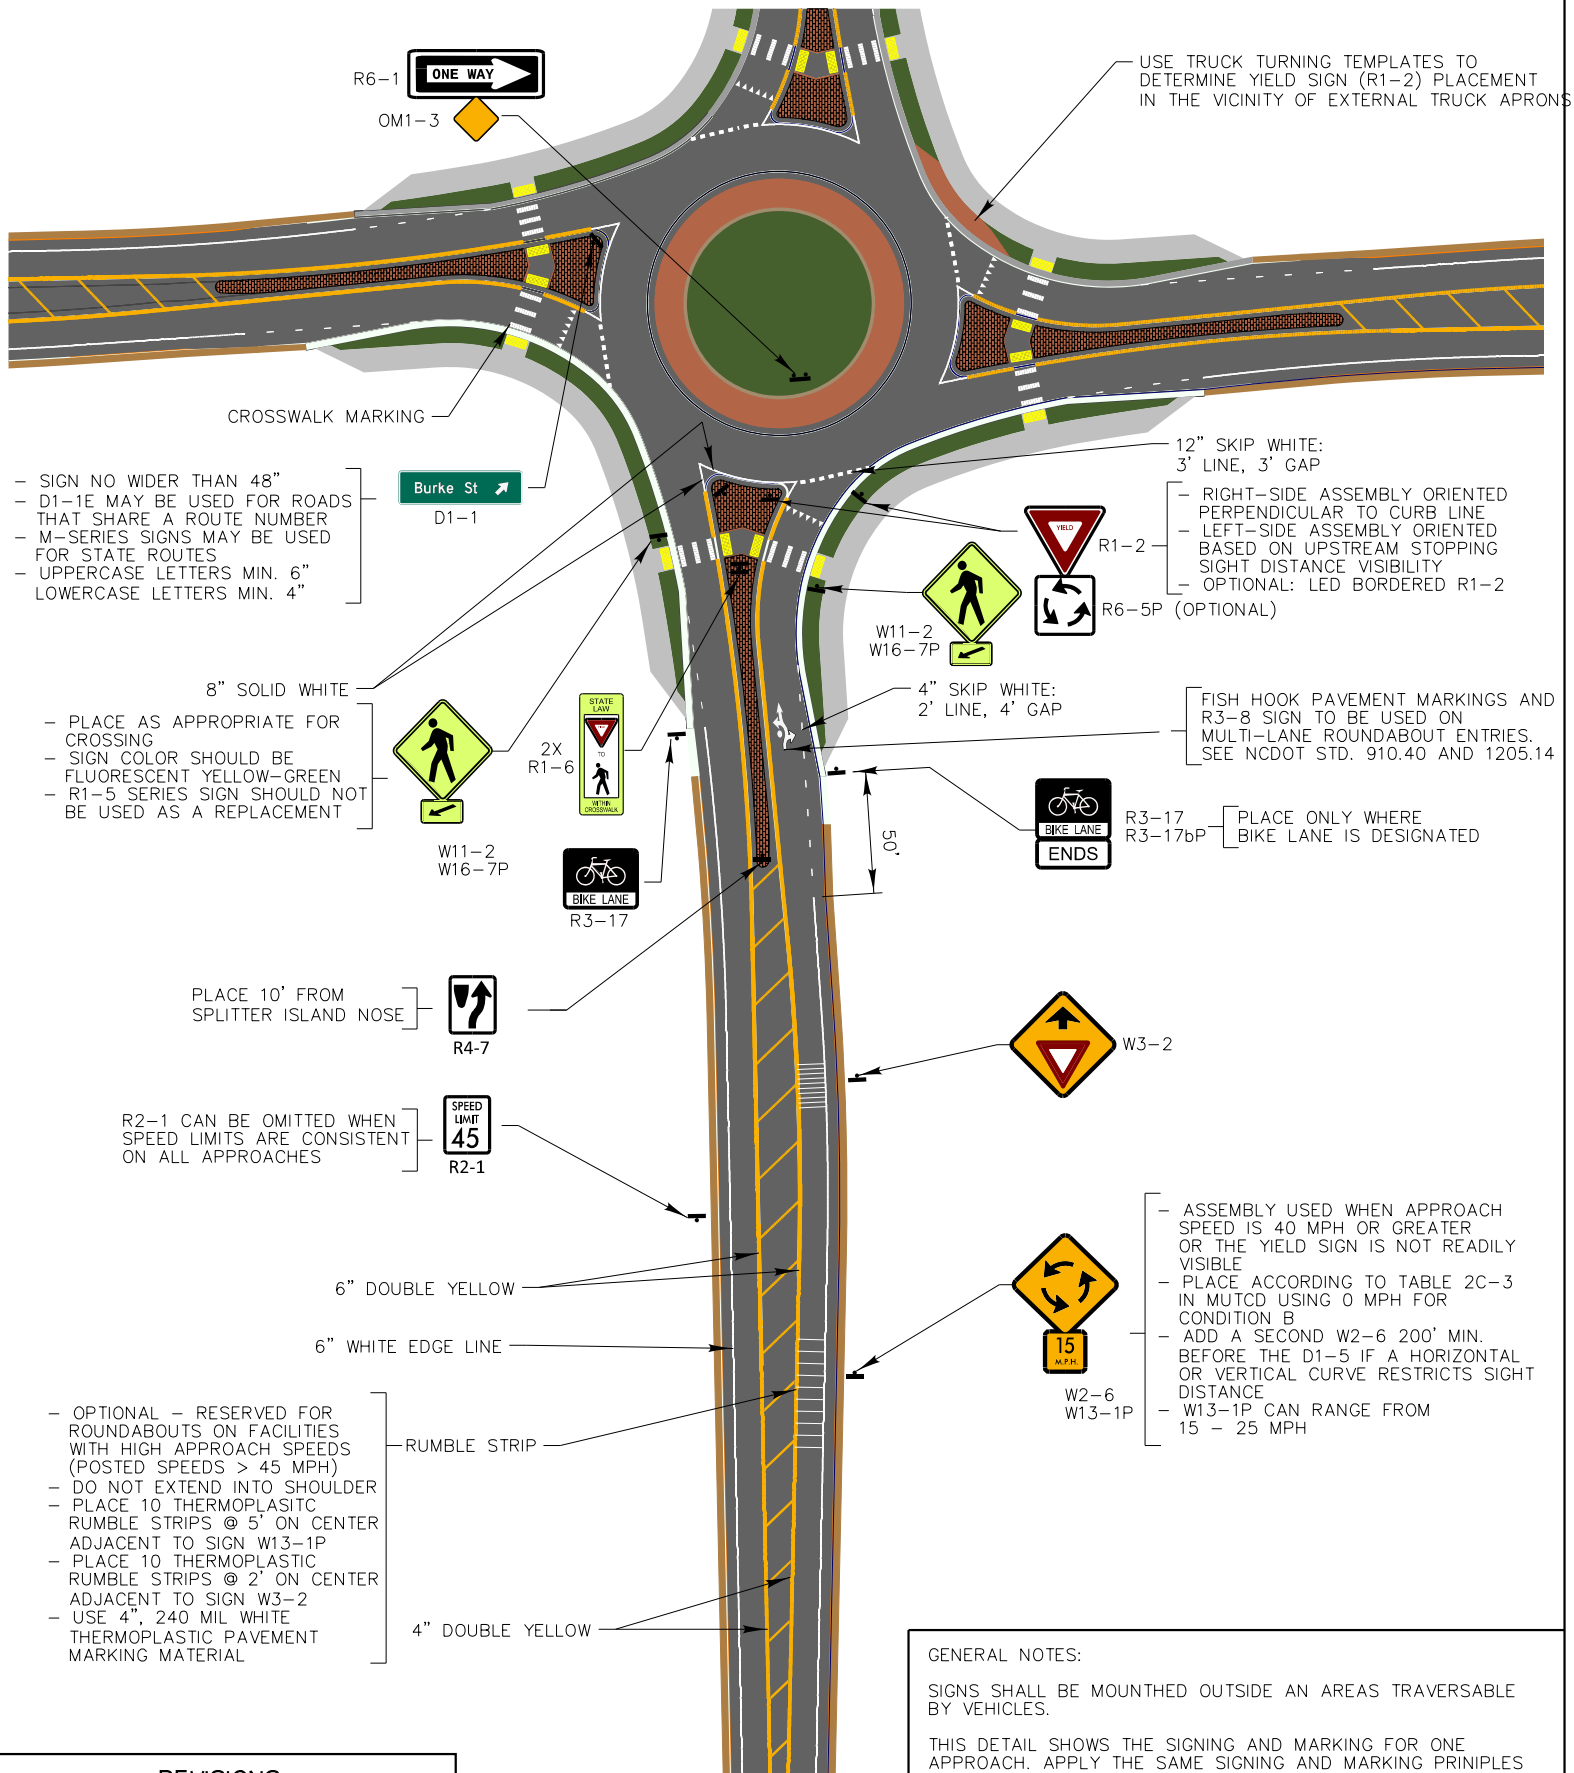 R6-1
ONE WAY
OM1-3
USE TRUCK TURNING TEMPLATES TO
DETERMINE YIELD SIGN (R1-2) PLACEMENT
IN THE VICINITY OF EXTERNAL TRUCK APRONS
CROSSWALK MARKING
- SIGN NO WIDER THAN 48"
- D1-1E MAY BE USED FOR ROADS
THAT SHARE A ROUTE NUMBER
- M-SERIES SIGNS MAY BE USED
FOR STATE ROUTES
- UPPERCASE LETTERS MIN. 6"
LOWERCASE LETTERS MIN. 4"
Burke St
D1-1
12" SKIP WHITE:
3' LINE, 3' GAP
YIELD
R1-2
- RIGHT-SIDE ASSEMBLY ORIENTED
PERPENDICULAR TO CURB LINE
- LEFT-SIDE ASSEMBLY ORIENTED
BASED ON UPSTREAM STOPPING
SIGHT DISTANCE VISIBILITY
- OPTIONAL: LED BORDERED R1-2
R6-5P (OPTIONAL)
W11-2
W16-7P
8" SOLID WHITE
- PLACE AS APPROPRIATE FOR
CROSSING
- SIGN COLOR SHOULD BE
FLUORESCENT YELLOW-GREEN
- R1-5 SERIES SIGN SHOULD NOT
BE USED AS A REPLACEMENT
W11-2
W16-7P
2X
R1-6
STATE
LAW
TO
WITHIN
CROSSWALK
4" SKIP WHITE:
2' LINE, 4' GAP
FISH HOOK PAVEMENT MARKINGS AND
R3-8 SIGN TO BE USED ON
MULTI-LANE ROUNDABOUT ENTRIES.
SEE NCDOT STD. 910.40 AND 1205.14
BIKE LANE
R3-17
50'
BIKE LANE
ENDS
R3-17
R3-17bP
PLACE ONLY WHERE
BIKE LANE IS DESIGNATED
PLACE 10' FROM
SPLITTER ISLAND NOSE
R4-7
W3-2
R2-1 CAN BE OMITTED WHEN
SPEED LIMITS ARE CONSISTENT
ON ALL APPROACHES
SPEED
LIMIT
45
R2-1
6" DOUBLE YELLOW
6" WHITE EDGE LINE
15
M.P.H.
W2-6
W13-1P
- ASSEMBLY USED WHEN APPROACH
SPEED IS 40 MPH OR GREATER
OR THE YIELD SIGN IS NOT READILY
VISIBLE
- PLACE ACCORDING TO TABLE 2C-3
IN MUTCD USING 0 MPH FOR
CONDITION B
- ADD A SECOND W2-6 200' MIN.
BEFORE THE D1-5 IF A HORIZONTAL
OR VERTICAL CURVE RESTRICTS SIGHT
DISTANCE
- W13-1P CAN RANGE FROM
15 - 25 MPH
- OPTIONAL - RESERVED FOR
ROUNDABOUTS ON FACILITIES
WITH HIGH APPROACH SPEEDS
(POSTED SPEEDS > 45 MPH)
- DO NOT EXTEND INTO SHOULDER
- PLACE 10 THERMOPLASITC
RUMBLE STRIPS @ 5' ON CENTER
ADJACENT TO SIGN W13-1P
- PLACE 10 THERMOPLASTIC
RUMBLE STRIPS @ 2' ON CENTER
ADJACENT TO SIGN W3-2
- USE 4", 240 MIL WHITE
THERMOPLASTIC PAVEMENT
MARKING MATERIAL
RUMBLE STRIP
4" DOUBLE YELLOW
GENERAL NOTES:
SIGNS SHALL BE MOUNTHED OUTSIDE AN AREAS TRAVERSABLE
BY VEHICLES.
THIS DETAIL SHOWS THE SIGNING AND MARKING FOR ONE
APPROACH. APPLY THE SAME SIGNING AND MARKING PRINIPLES
REVISIONS